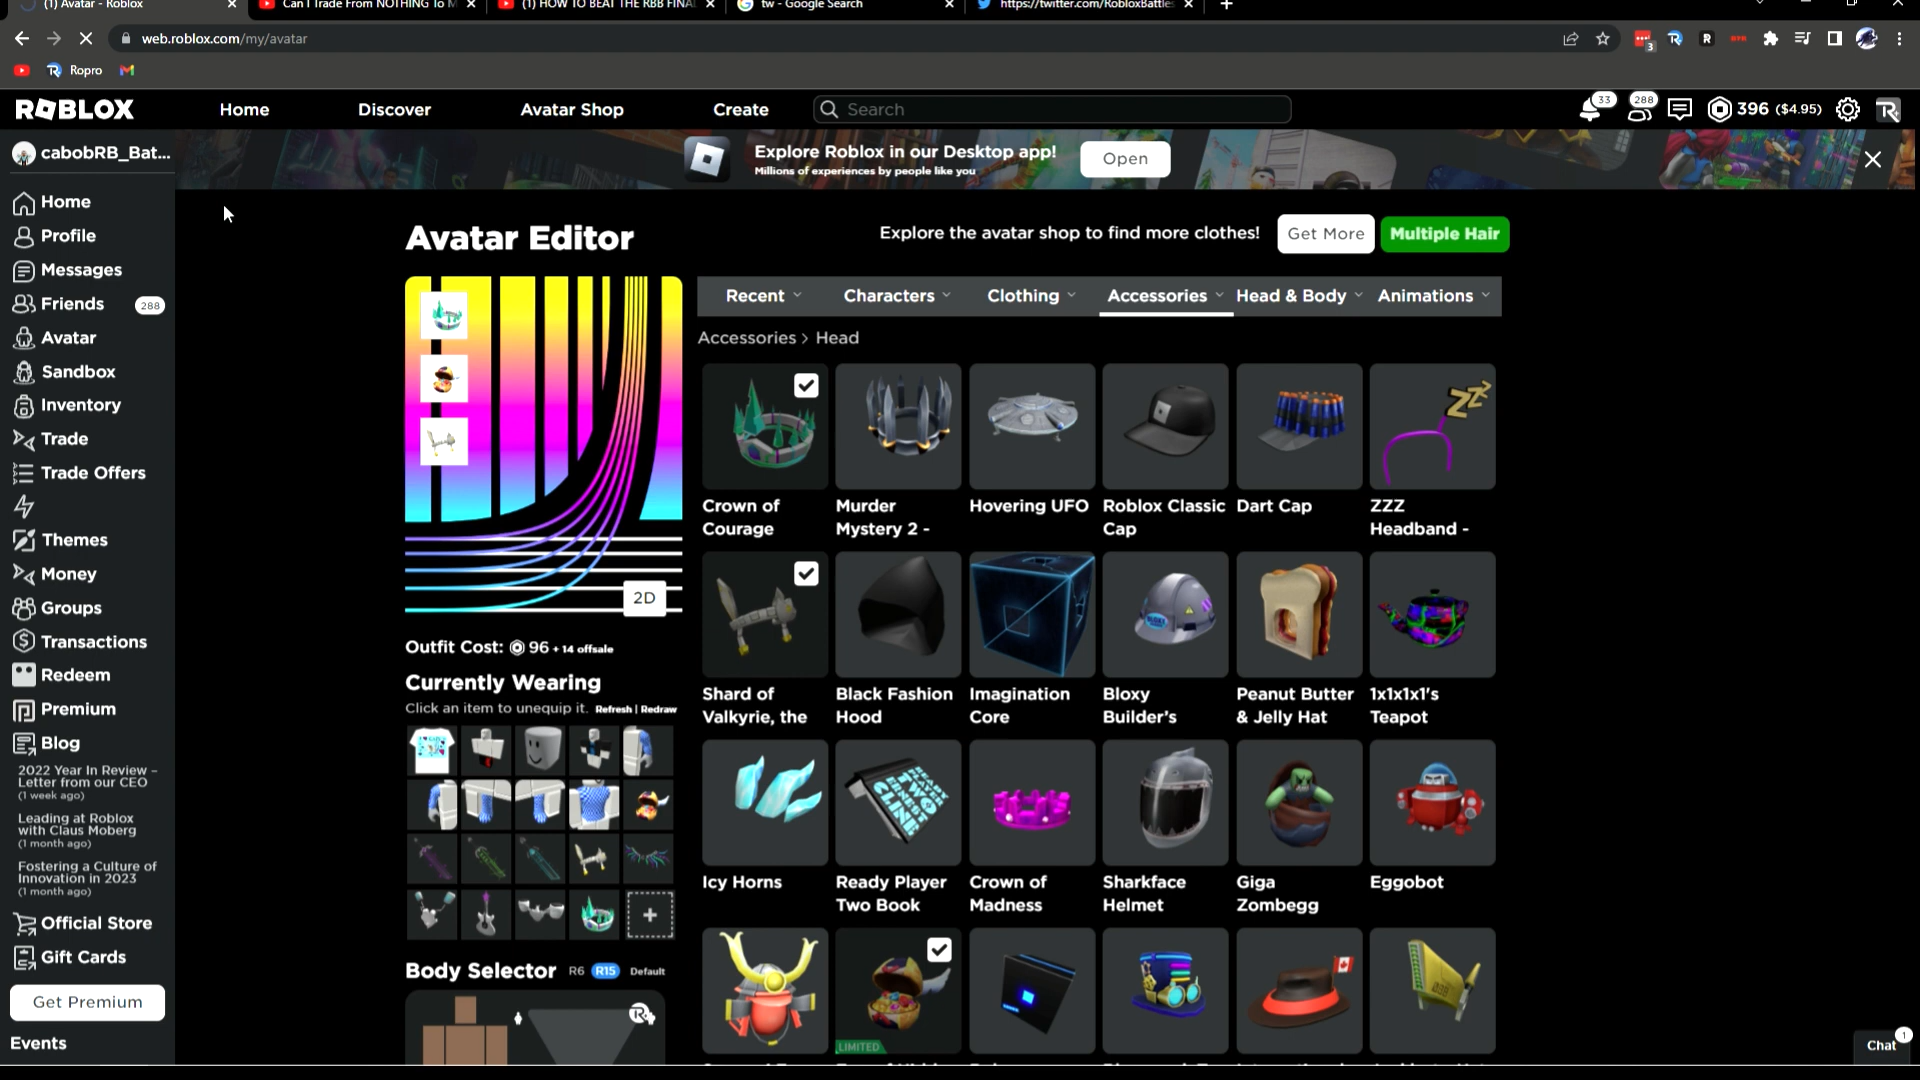 (1) Avatar - Roblox
Can I Trade From NOTHING To M
(1) HOW TO BEAT THE RBB FINA
tw - Google Search
https://twitter.com/RobloxBattles
web.roblox.com/my/avatar
3
Ropro
ROBLOX
Home
Discover
Avatar Shop
Create
Search
33
288
396 ($4.95)
cabobRB_Bat...
Explore Roblox in our Desktop app!
Millions of experiences by people like you
Open
Home
Profile
Messages
Friends
288
Avatar
Sandbox
Inventory
Trade
Trade Offers
Themes
Money
Groups
Transactions
Redeem
Premium
Blog
2022 Year In Review –
Letter from our CEO
(1 week ago)
Leading at Roblox
with Claus Moberg
(1 month ago)
Fostering a Culture of
Innovation in 2023
(1 month ago)
Official Store
Gift Cards
Get Premium
Events
Avatar Editor
Explore the avatar shop to find more clothes!
Get More
Multiple Hair
2D
Outfit Cost: 96 + 14 offsale
Currently Wearing
Click an item to unequip it. Refresh | Redraw
Body Selector
R6
R15
Default
Recent
Characters
Clothing
Accessories
Head & Body
Animations
Accessories > Head
Crown of
Courage
Murder
Mystery 2 -
Hovering UFO
Roblox Classic
Cap
Dart Cap
ZZZ
Headband -
Shard of
Valkyrie, the
Black Fashion
Hood
Imagination
Core
Bloxy
Builder's
Peanut Butter
& Jelly Hat
1x1x1x1's
Teapot
Icy Horns
Ready Player
Two Book
Crown of
Madness
Sharkface
Helmet
Giga
Zombegg
Eggobot
LIMITED
Chat
1